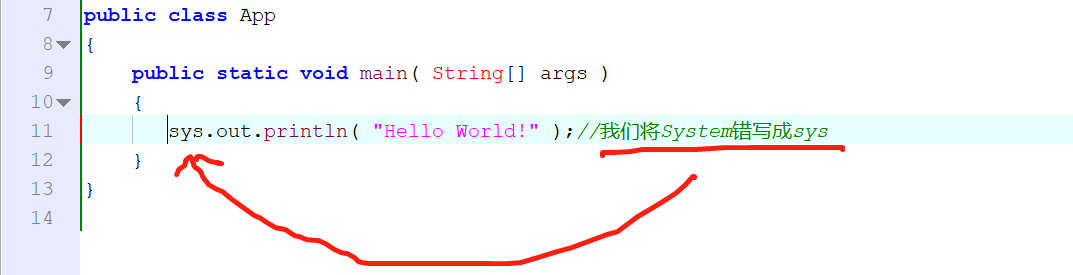 7 public class App
8 {
9 public static void main( String[] args )
10 {
11 sys.out.println( "Hello World!" );//我们将System错写成sys
12 }
13 }
14